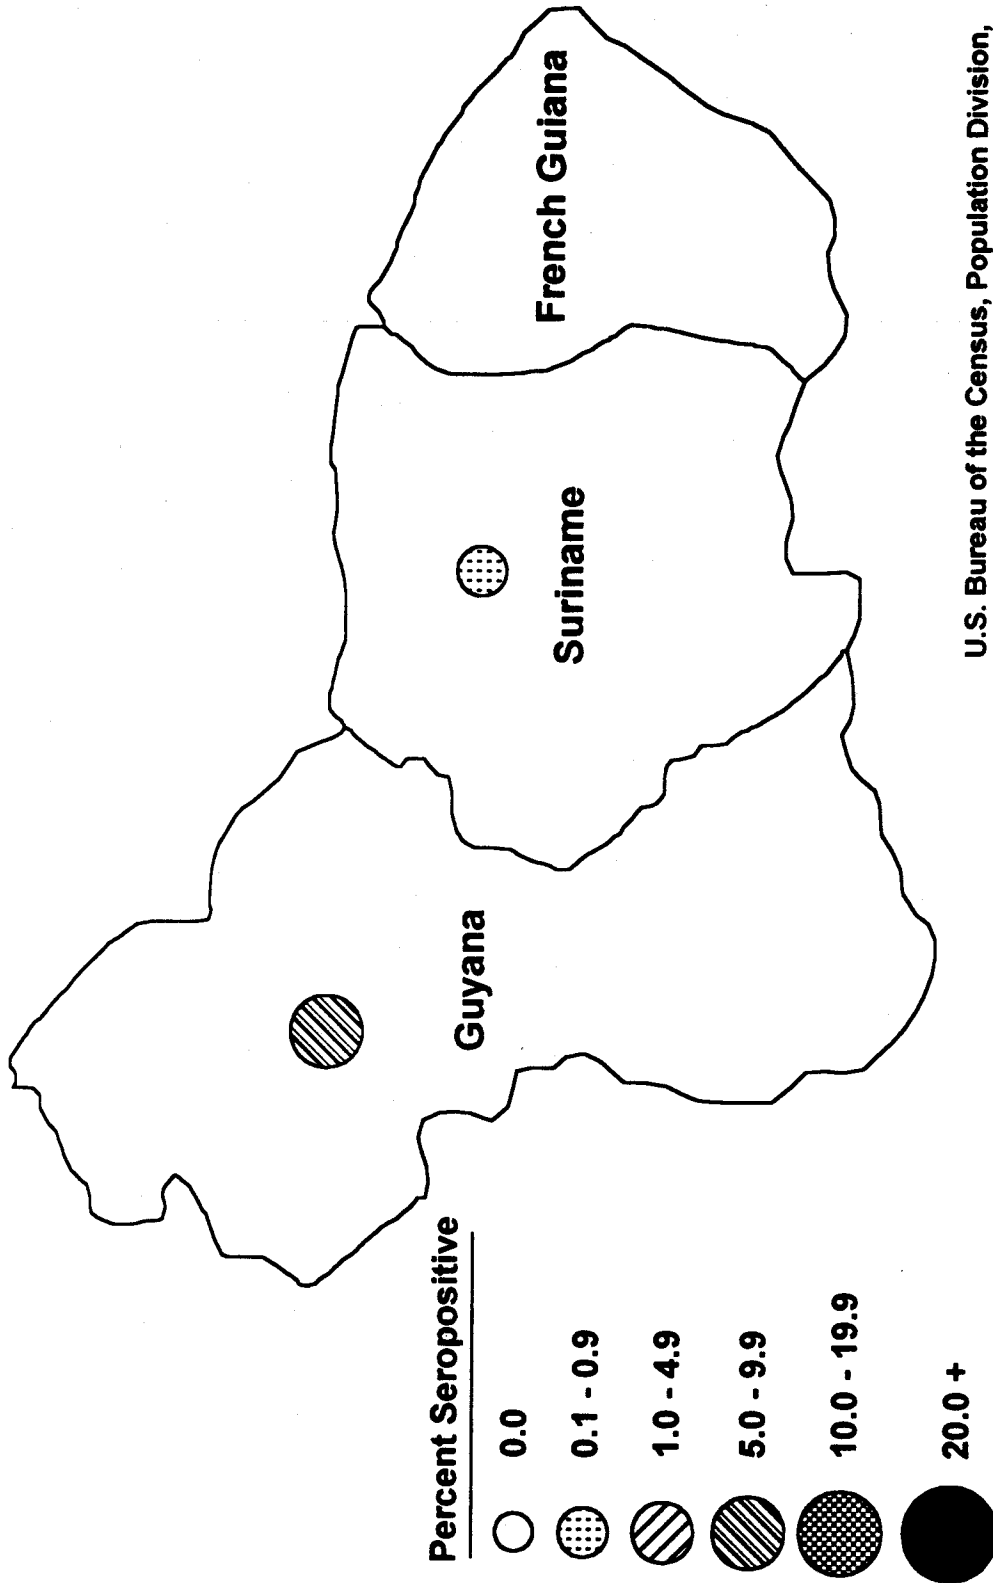 Guyana
Suriname
French Guiana
Percent Seropositive
0.0
0.1 - 0.9
1.0 - 4.9
5.0 - 9.9
10.0 - 19.9
20.0 +
U.S. Bureau of the Census, Population Division,